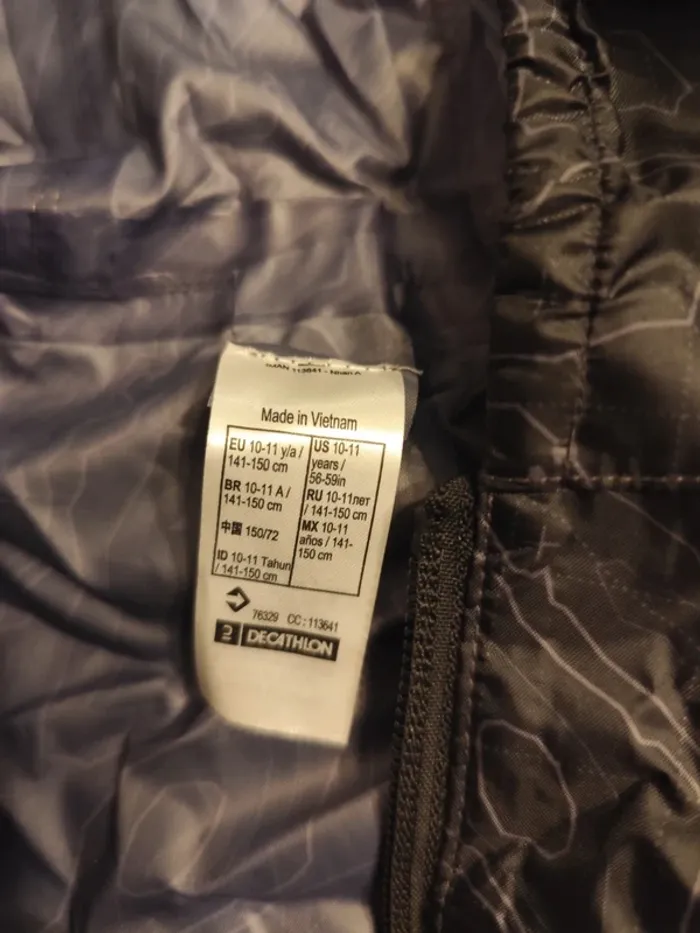 113641
Made in Vietnam
EU 10-11 y/a /
141-150 cm
BR 10-11 A /
141-150 cm
中国 150/72
ID 10-11 Tahun
/ 141-150 cm
US 10-11
years /
56-59in
RU 10-11лет
/ 141-150 cm
MX 10-11
años / 141-
150 cm
76329 CC : 113641
2 DECATHLON